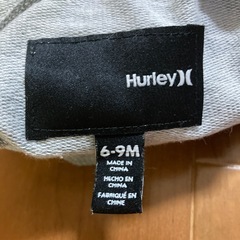 Hurley
6-9M
MADE IN
CHINA
HECHO EN
CHINA
FABRIQUÉ EN
CHINE